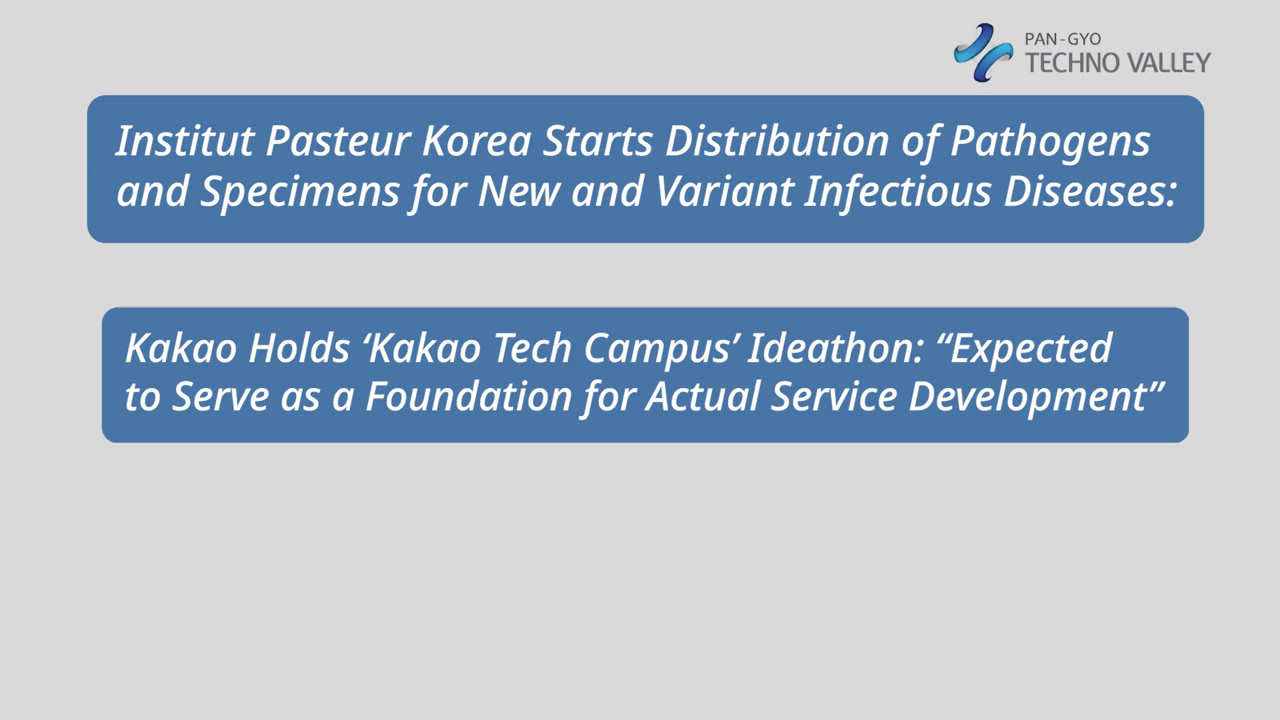 PAN-GYO
TECHNO VALLEY
Institut Pasteur Korea Starts Distribution of Pathogens
and Specimens for New and Variant Infectious Diseases:
Kakao Holds ‘Kakao Tech Campus’ Ideathon: “Expected
to Serve as a Foundation for Actual Service Development”